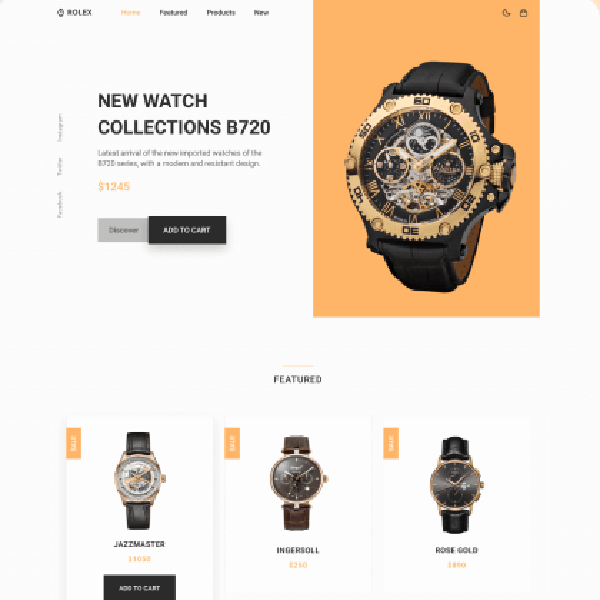 ROLEX
Home Featured Products New
NEW WATCH
COLLECTIONS B720
Latest arrival of the new imported watches of the
B720 series, with a modern and resistant design.
$1245
Discover
ADD TO CART
Instagram
Twitter
Facebook
FEATURED
SALE
SALE
SALE
JAZZMASTER
$1050
ADD TO CART
INGERSOLL
$250
ROSE GOLD
$890